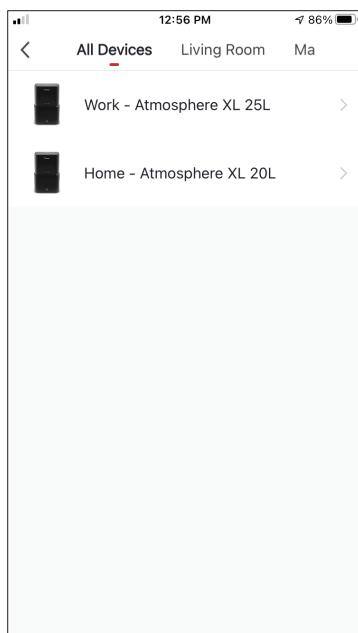 12:56 PM 86%
All Devices Living Room Ma
Work - Atmosphere XL 25L
Home - Atmosphere XL 20L